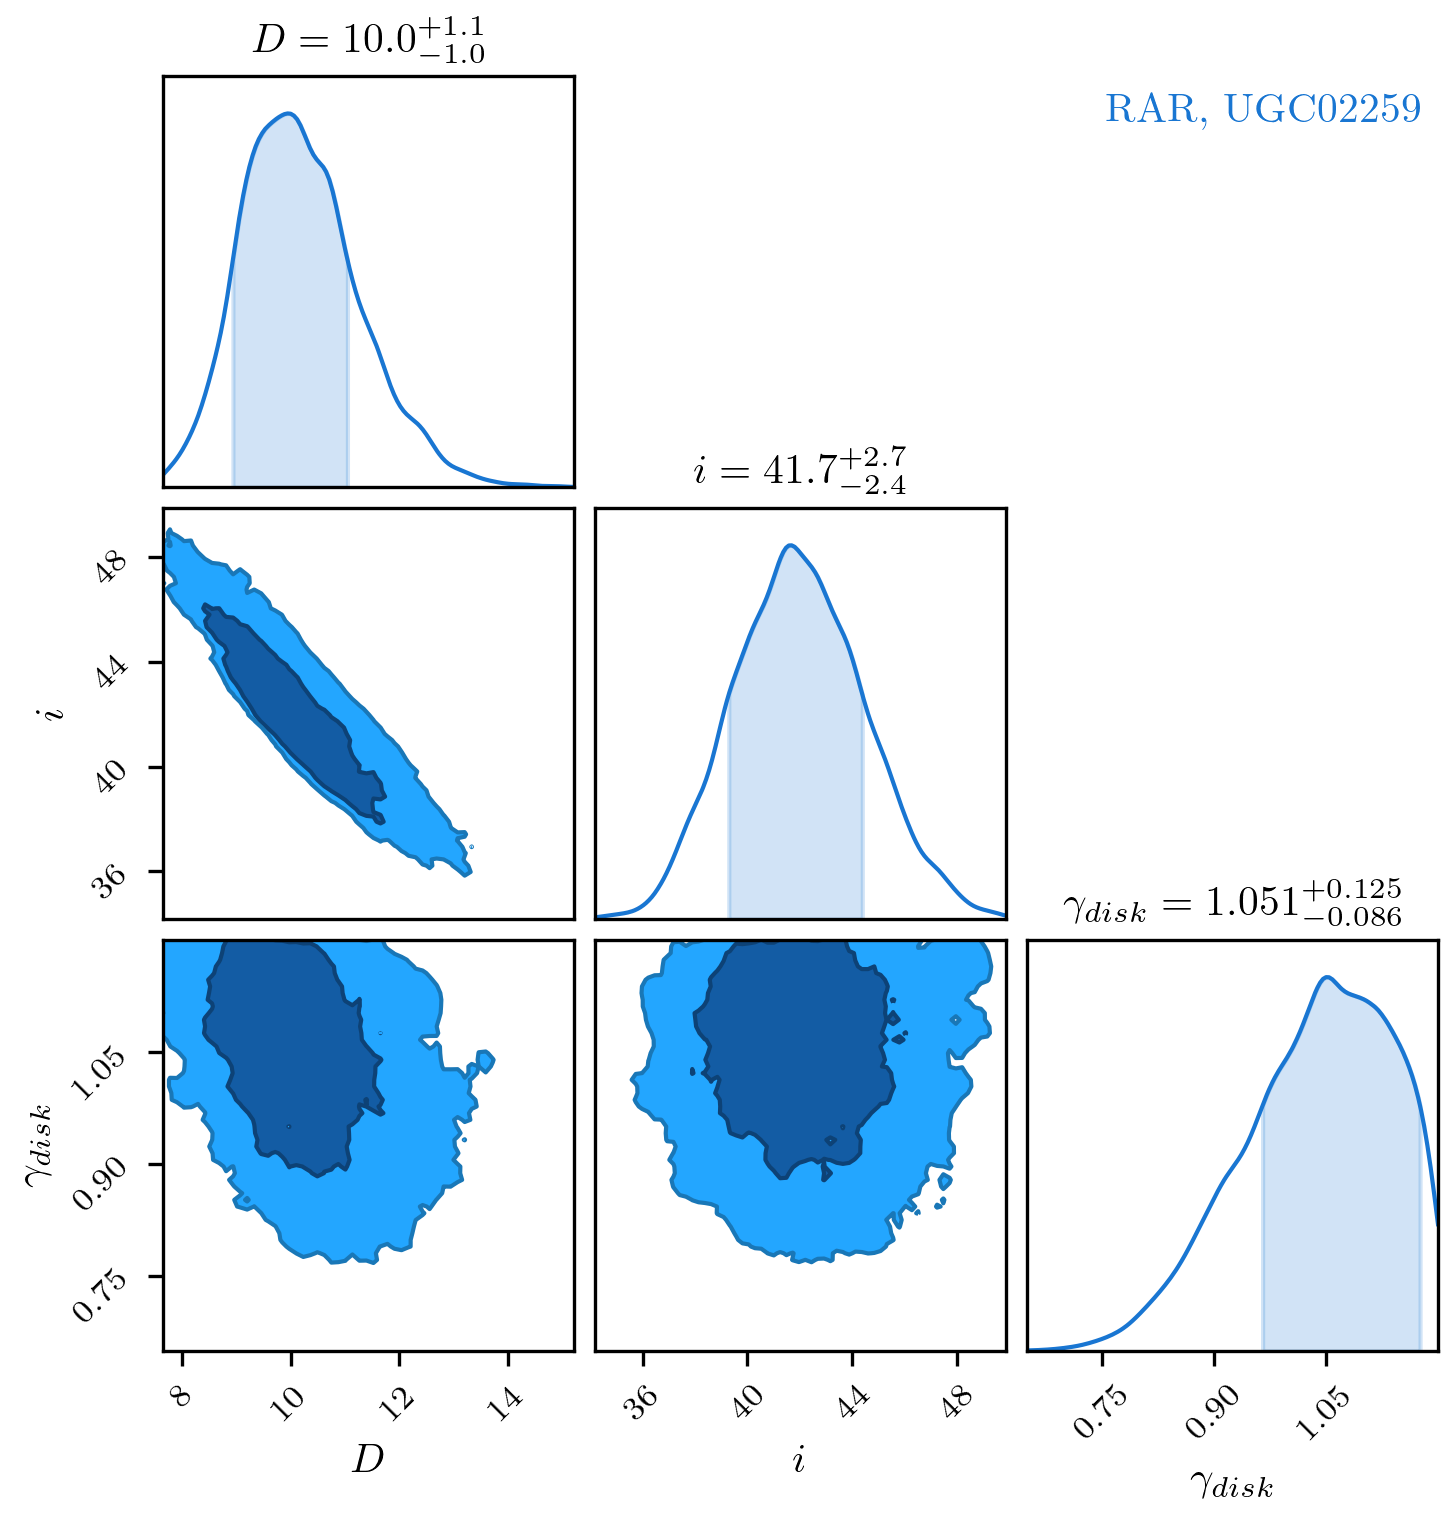 D = 10.0^{+1.1}_{-1.0}
RAR, UGC02259
i = 41.7^{+2.7}_{-2.4}
48
44
40
36
i
γ_{disk} = 1.051^{+0.125}_{-0.086}
1.05
0.90
0.75
γ_{disk}
8 10 12 14
36 40 44 48
0.75 0.90 1.05
D
i
γ_{disk}